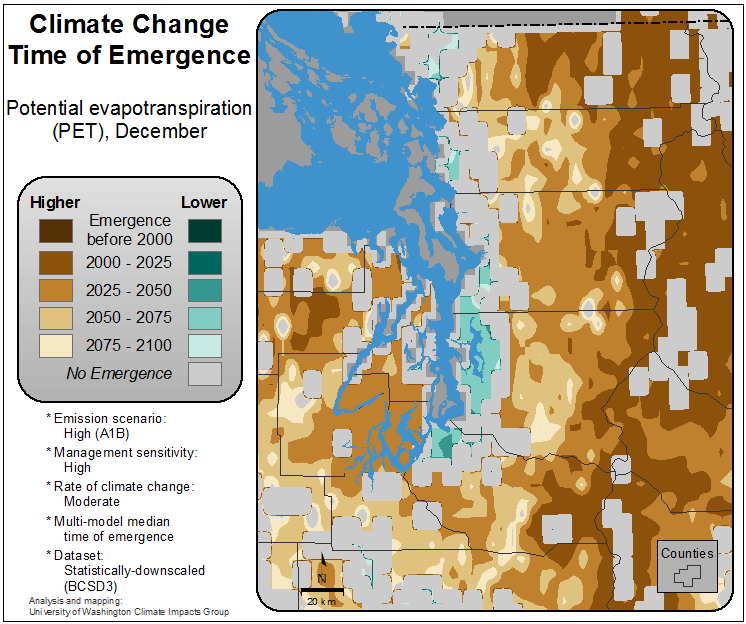 Climate Change
Time of Emergence
Potential evapotranspiration
(PET), December
Higher Lower
Emergence
before 2000
2000 - 2025
2025 - 2050
2050 - 2075
2075 - 2100
No Emergence
* Emission scenario:
High (A1B)
* Management sensitivity:
High
* Rate of climate change:
Moderate
* Multi-model median
time of emergence
* Dataset:
Statistically-downscaled
(BCSD3)
Analysis and mapping:
University of Washington Climate Impacts Group
N
20 km
Counties